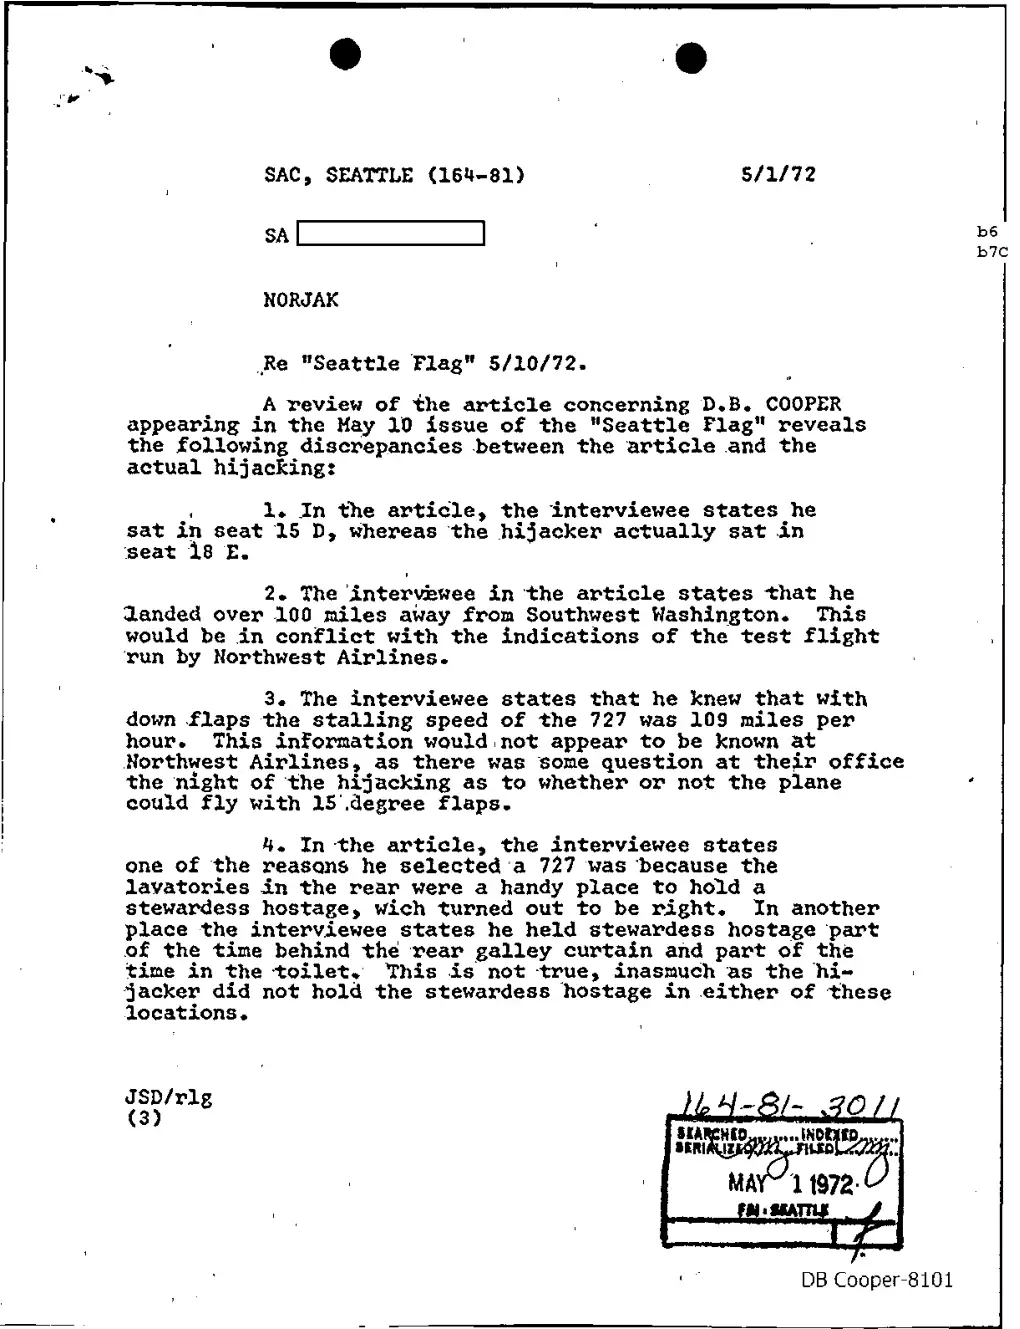 SAC, SEATTLE (164-81) 5/1/72
SA
b6
b7C
NORJAK
Re "Seattle Flag" 5/10/72.
A review of the article concerning D.B. COOPER
appearing in the May 10 issue of the "Seattle Flag" reveals
the following discrepancies between the article and the
actual hijacking:
1. In the article, the interviewee states he
sat in seat 15 D, whereas the hijacker actually sat in
seat 18 E.
2. The interviewee in the article states that he
landed over 100 miles away from Southwest Washington. This
would be in conflict with the indications of the test flight
run by Northwest Airlines.
3. The interviewee states that he knew that with
down flaps the stalling speed of the 727 was 109 miles per
hour. This information would not appear to be known at
Northwest Airlines, as there was some question at their office
the night of the hijacking as to whether or not the plane
could fly with 15 degree flaps.
4. In the article, the interviewee states
one of the reasons he selected a 727 was because the
lavatories in the rear were a handy place to hold a
stewardess hostage, wich turned out to be right. In another
place the interviewee states he held stewardess hostage part
of the time behind the rear galley curtain and part of the
time in the toilet. This is not true, inasmuch as the hi-
jacker did not hold the stewardess hostage in either of these
locations.
JSD/rlg
(3)
164-81-3011
SEARCHED INDEXED
SERIALIZED FILED
MAY 1 1972
FBI - SEATTLE
DB Cooper-8101